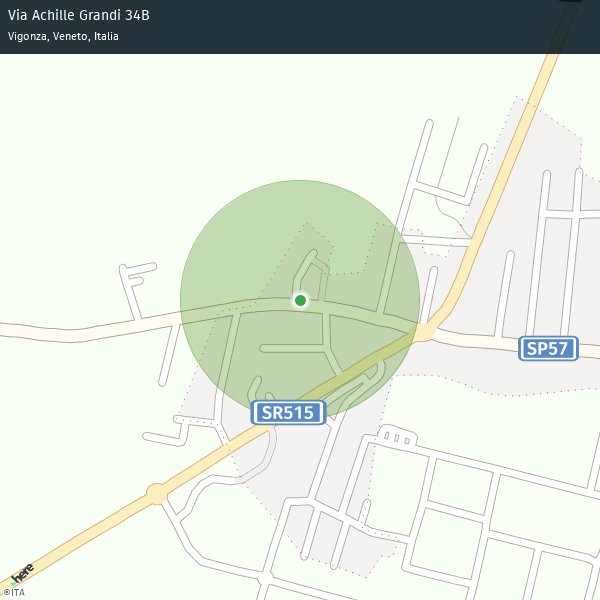 Via Achille Grandi 34B
Vigonza, Veneto, Italia
SP57
SR515
here
©ITA